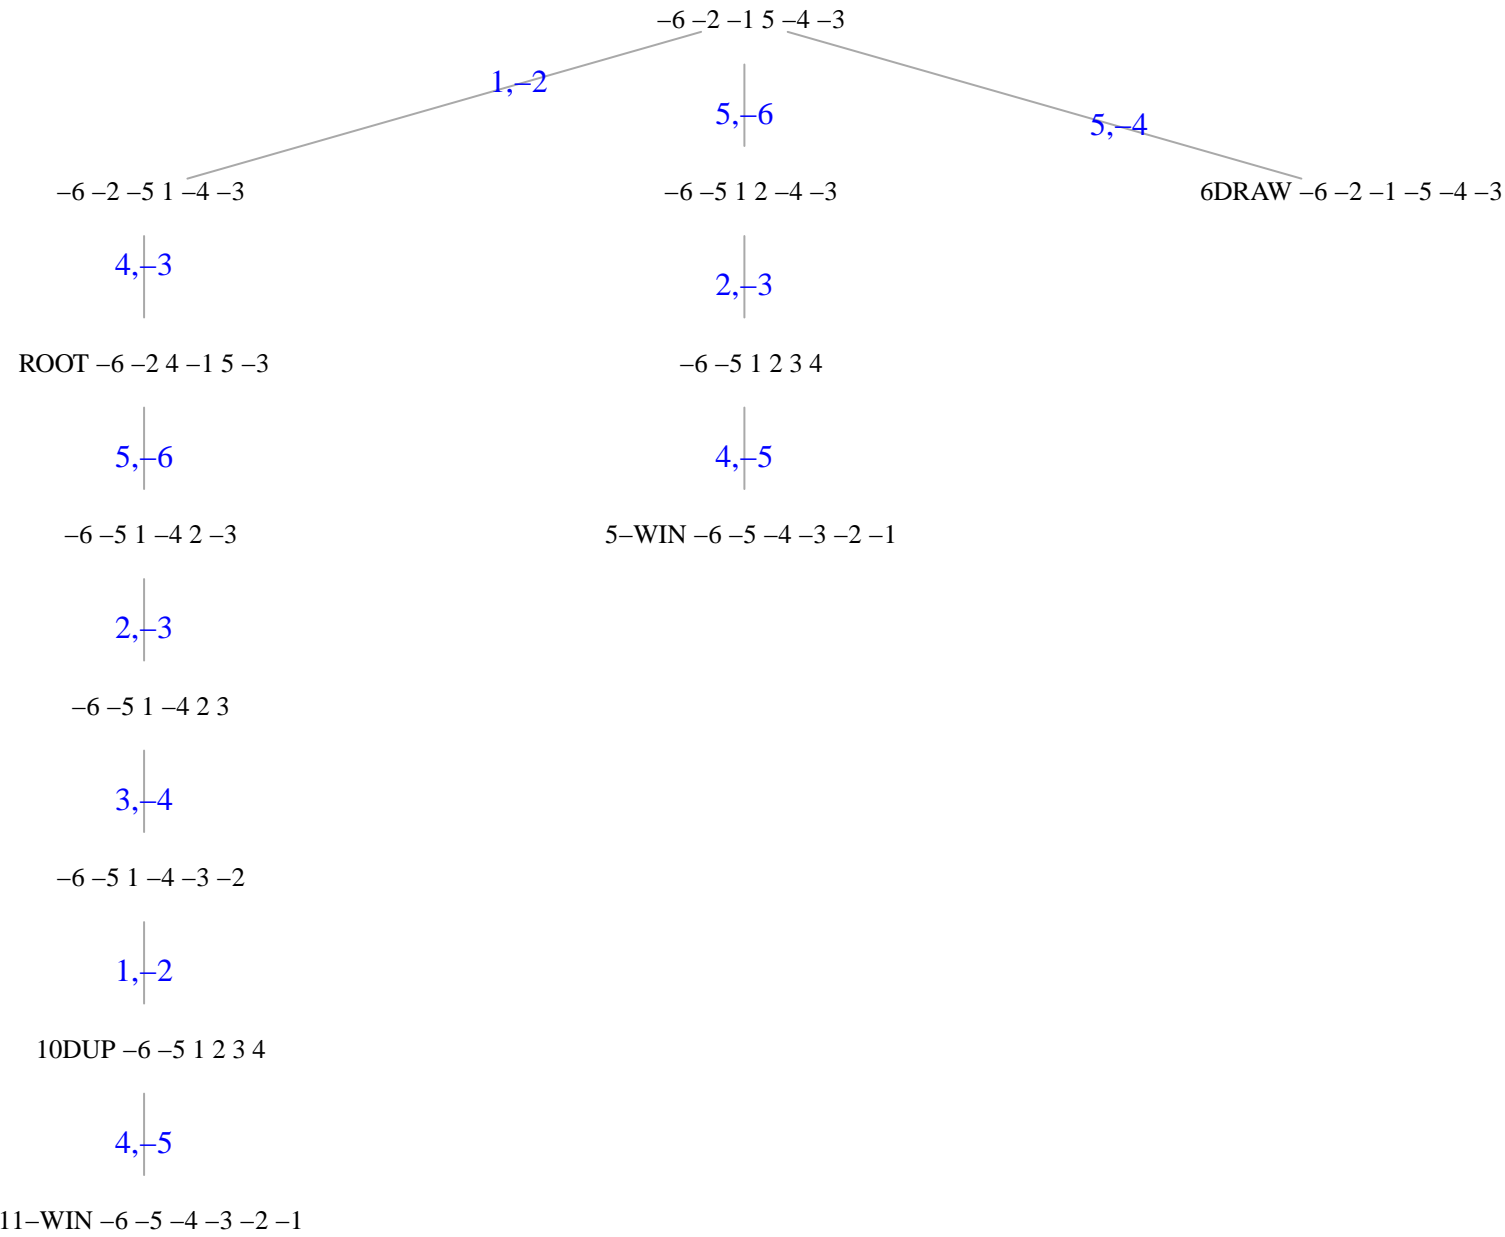 –6 –2 –1 5 –4 –3
1,–2
5,–6
5,–4
–6 –2 –5 1 –4 –3
–6 –5 1 2 –4 –3
6DRAW –6 –2 –1 –5 –4 –3
4,–3
2,–3
ROOT –6 –2 4 –1 5 –3
–6 –5 1 2 3 4
5,–6
4,–5
–6 –5 1 –4 2 –3
5–WIN –6 –5 –4 –3 –2 –1
2,–3
–6 –5 1 –4 2 3
3,–4
–6 –5 1 –4 –3 –2
1,–2
10DUP –6 –5 1 2 3 4
4,–5
11–WIN –6 –5 –4 –3 –2 –1